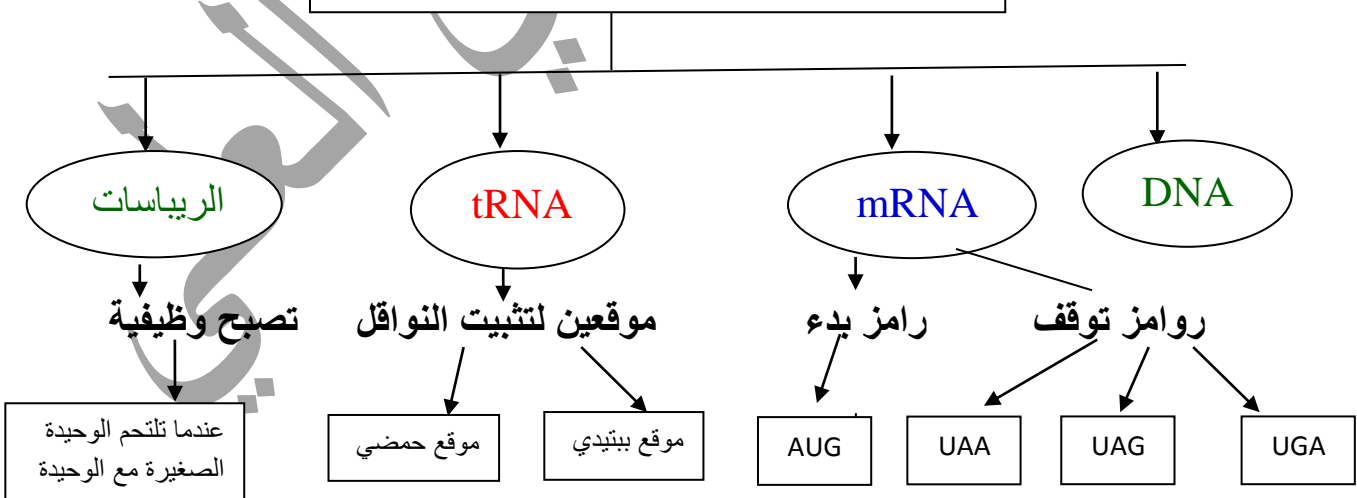 DNA
mRNA
tRNA
الريباسات
روامز توقف
رامز بدء
موقعين لتثبيت النواقل
تصبح وظيفية
UGA
UAG
UAA
AUG
موقع ببتيدي
موقع حمضي
عندما تلتحم الوحيدة
الصغيرة مع الوحيدة